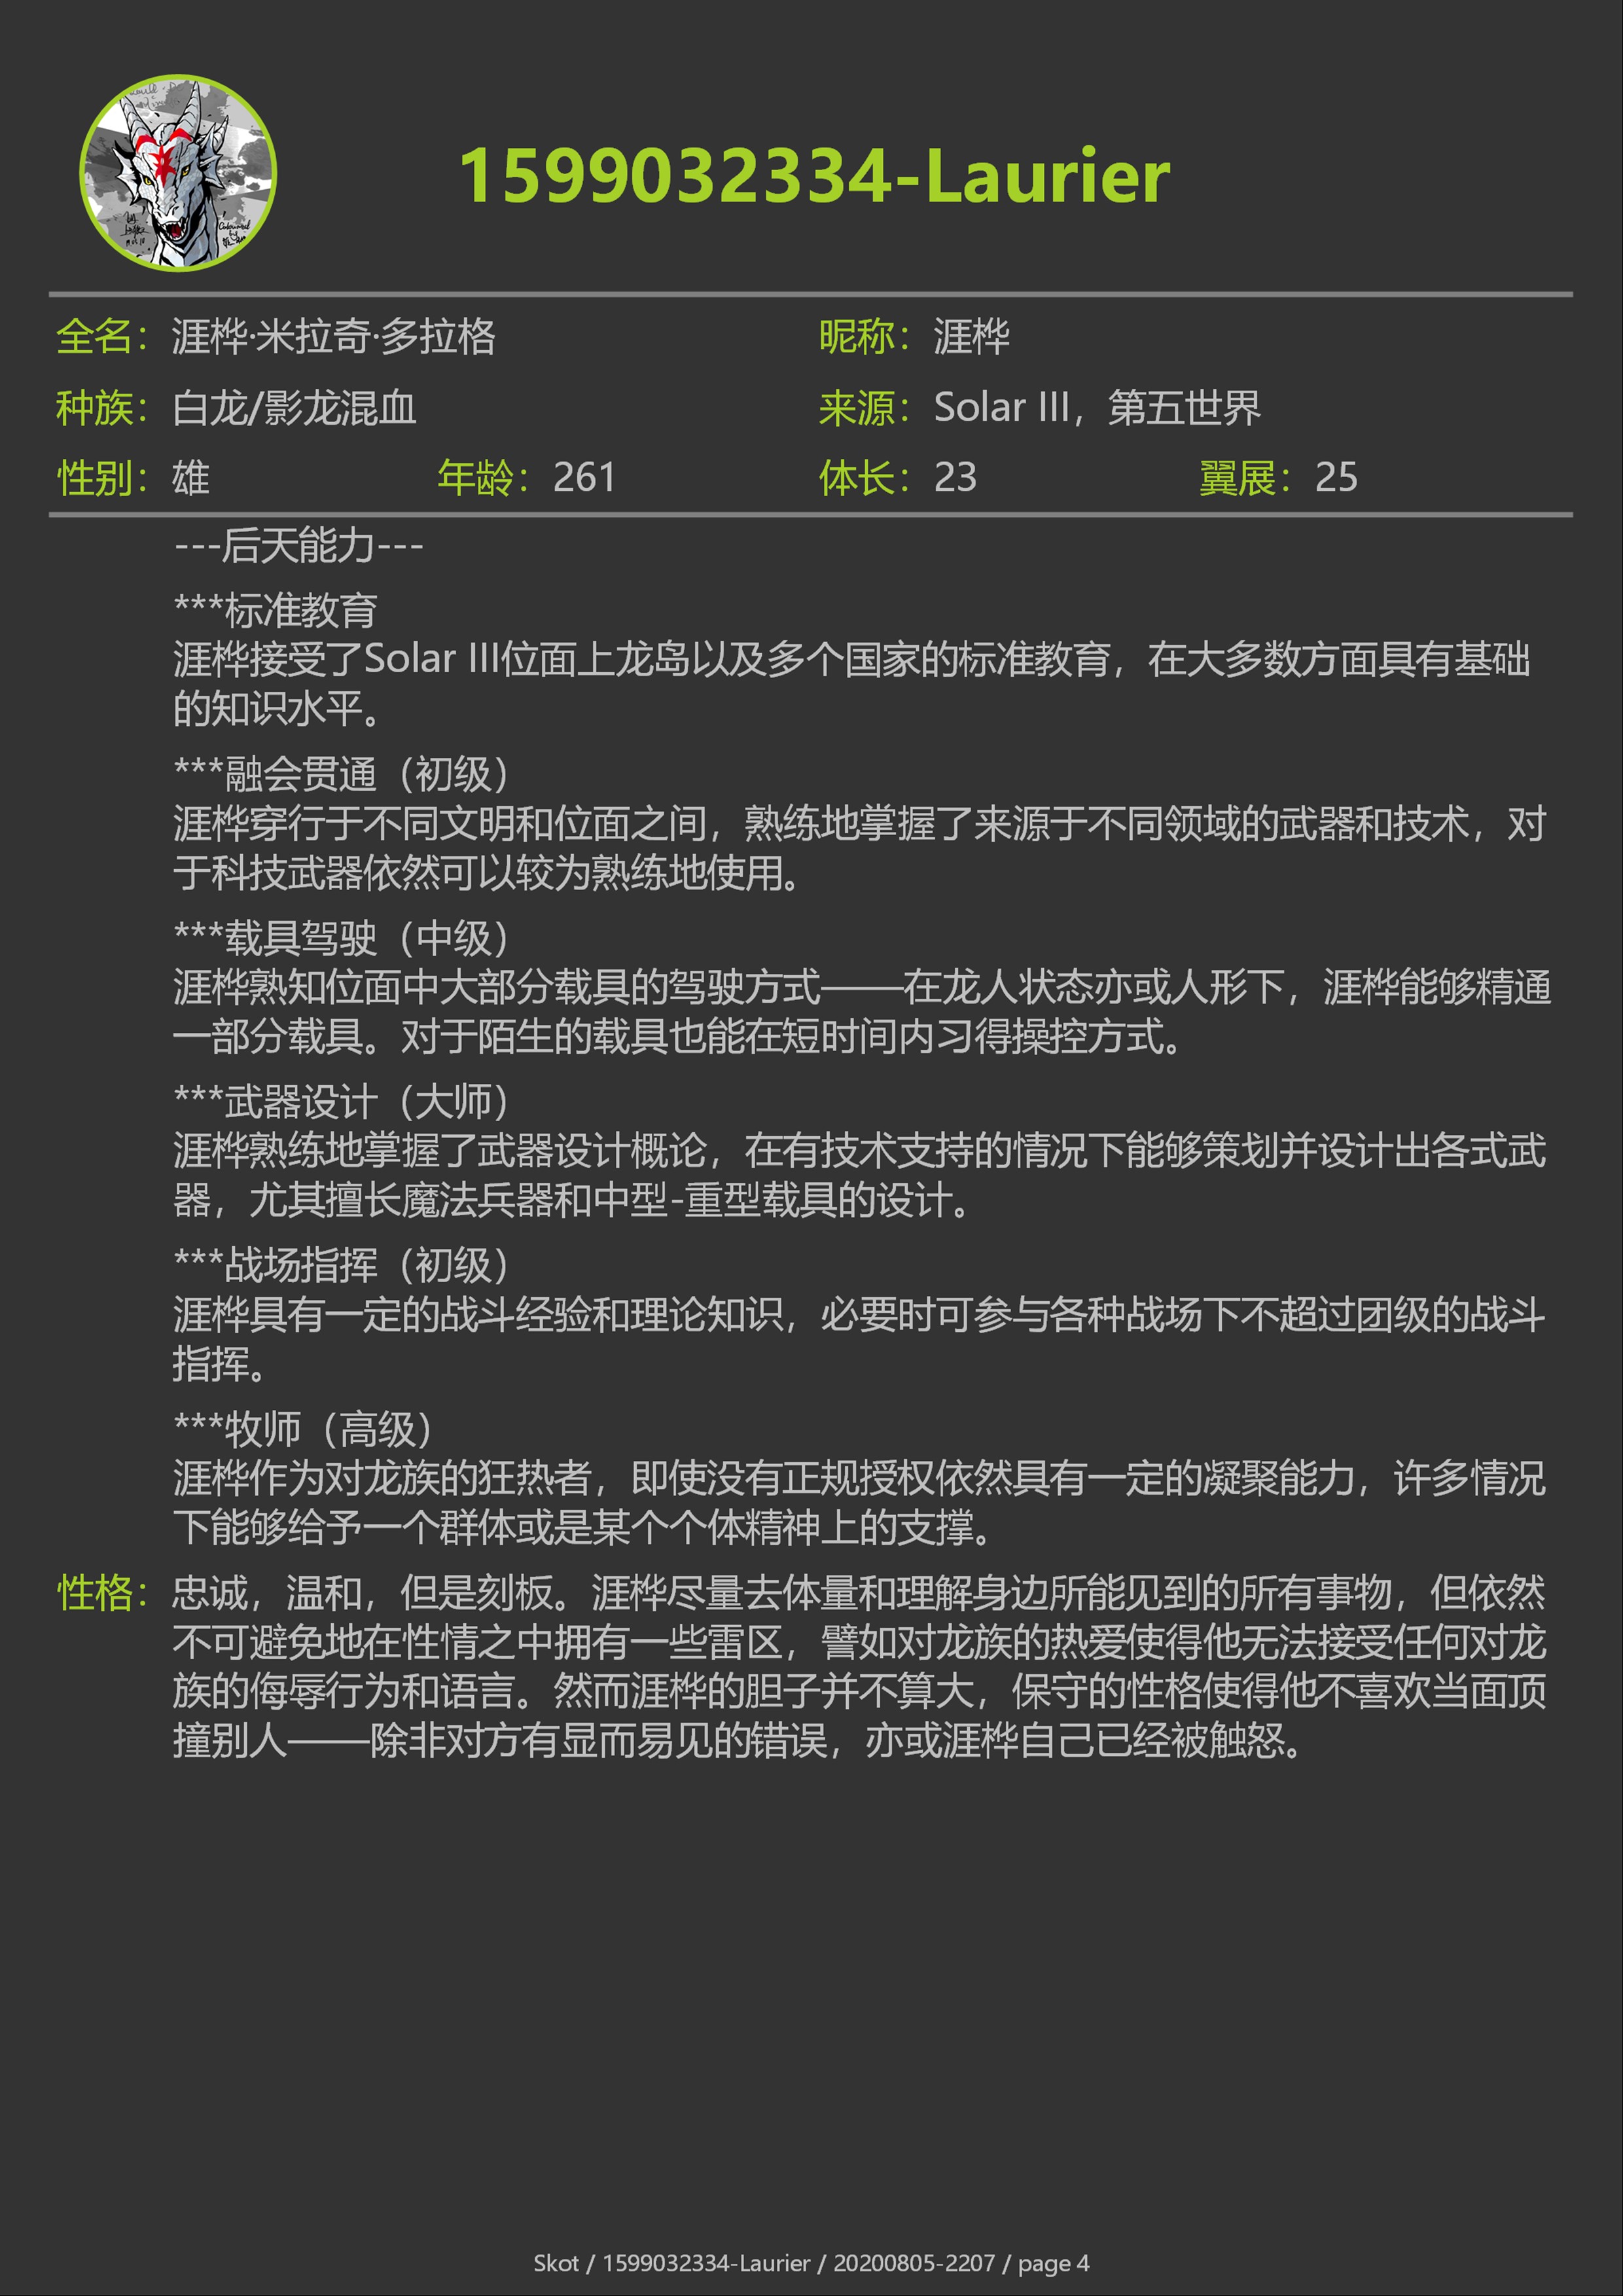 1599032334-Laurier
全名：涯桦·米拉奇·多拉格 昵称：涯桦
种族：白龙/影龙混血 来源：Solar III，第五世界
性别：雄 年龄：261 体长：23 翼展：25
---后天能力---
***标准教育
涯桦接受了Solar III位面上龙岛以及多个国家的标准教育，在大多数方面具有基础
的知识水平。
***融会贯通（初级）
涯桦穿行于不同文明和位面之间，熟练地掌握了来源于不同领域的武器和技术，对
于科技武器依然可以较为熟练地使用。
***载具驾驶（中级）
涯桦熟知位面中大部分载具的驾驶方式——在龙人状态亦或人形下，涯桦能够精通
一部分载具。对于陌生的载具也能在短时间内习得操控方式。
***武器设计（大师）
涯桦熟练地掌握了武器设计概论，在有技术支持的情况下能够策划并设计出各式武
器，尤其擅长魔法兵器和中型-重型载具的设计。
***战场指挥（初级）
涯桦具有一定的战斗经验和理论知识，必要时可参与各种战场下不超过团级的战斗
指挥。
***牧师（高级）
涯桦作为对龙族的狂热者，即使没有正规授权依然具有一定的凝聚能力，许多情况
下能够给予一个群体或是某个个体精神上的支撑。
性格：忠诚，温和，但是刻板。涯桦尽量去体量和理解身边所能见到的所有事物，但依然
不可避免地在性情之中拥有一些雷区，譬如对龙族的热爱使得他无法接受任何对龙
族的侮辱行为和语言。然而涯桦的胆子并不算大，保守的性格使得他不喜欢当面顶
撞别人——除非对方有显而易见的错误，亦或涯桦自己已经被触怒。
Skot / 1599032334-Laurier / 20200805-2207 / page 4